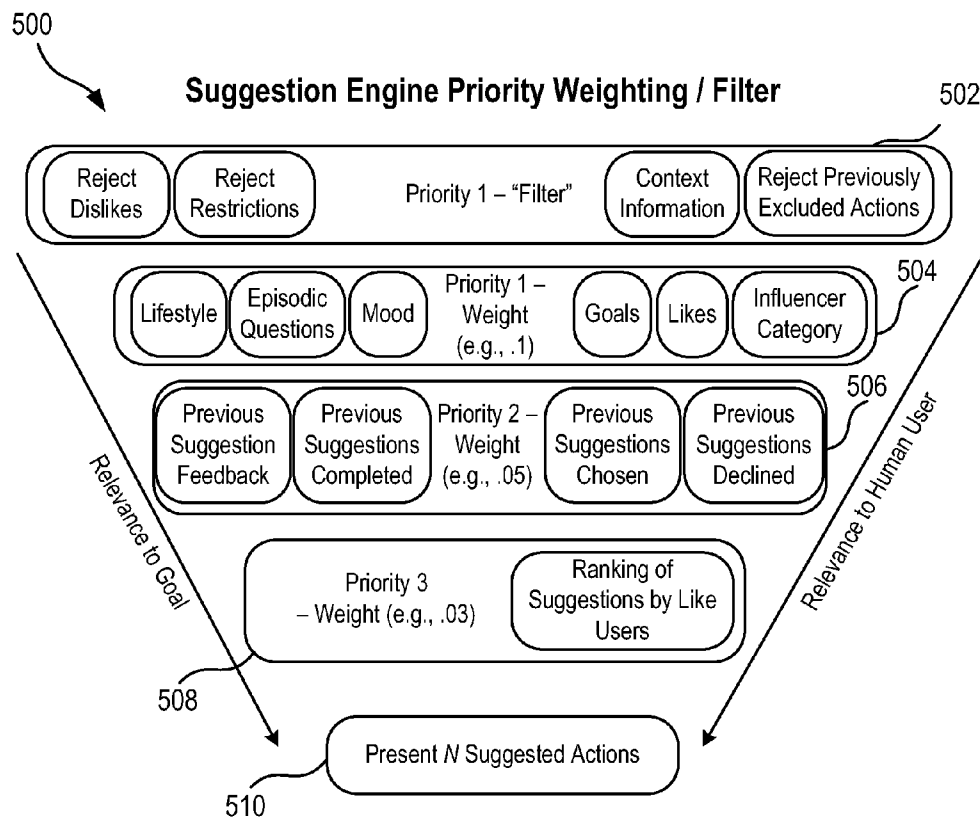 500
Suggestion Engine Priority Weighting / Filter
502
Reject
Dislikes
Reject
Restrictions
Priority 1 – “Filter”
Context
Information
Reject Previously
Excluded Actions
504
Lifestyle
Episodic
Questions
Mood
Priority 1 –
Weight
(e.g., .1)
Goals
Likes
Influencer
Category
506
Previous
Suggestion
Feedback
Previous
Suggestions
Completed
Priority 2 –
Weight
(e.g., .05)
Previous
Suggestions
Chosen
Previous
Suggestions
Declined
Relevance to Goal
Relevance to Human User
Priority 3
– Weight (e.g., .03)
Ranking of
Suggestions by Like
Users
508
Present N Suggested Actions
510